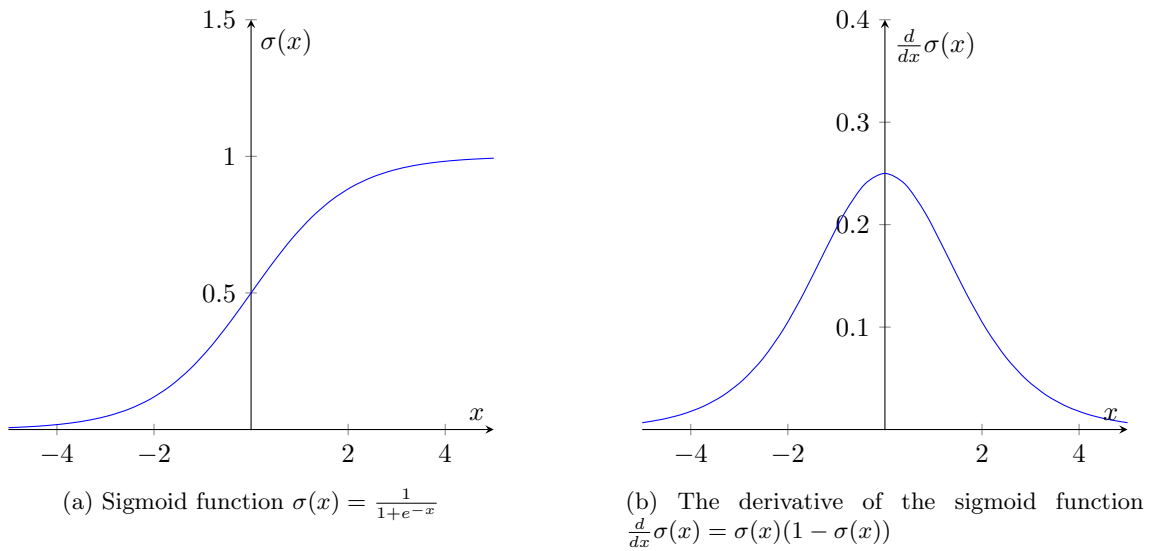 1.5
σ(x)
1
0.5
x
−4 −2 2 4
(a) Sigmoid function σ(x) = 1/(1+e^{−x})
0.4
d/dx σ(x)
0.3
0.2
0.1
x
−4 −2 2 4
(b) The derivative of the sigmoid function
d/dx σ(x) = σ(x)(1 − σ(x))